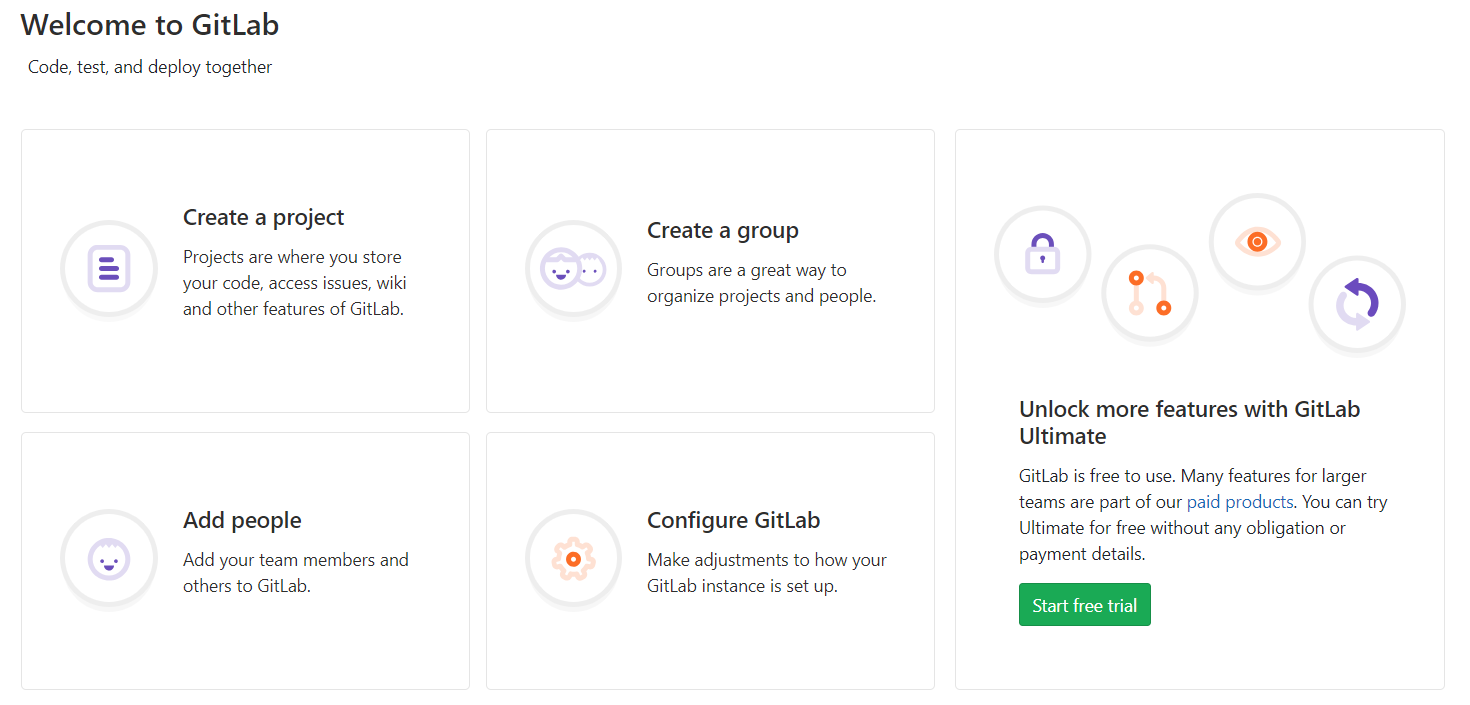 Welcome to GitLab
Code, test, and deploy together
Create a project
Projects are where you store
your code, access issues, wiki
and other features of GitLab.
Create a group
Groups are a great way to
organize projects and people.
Add people
Add your team members and
others to GitLab.
Configure GitLab
Make adjustments to how your
GitLab instance is set up.
Unlock more features with GitLab
Ultimate
GitLab is free to use. Many features for larger
teams are part of our paid products. You can try
Ultimate for free without any obligation or
payment details.
Start free trial